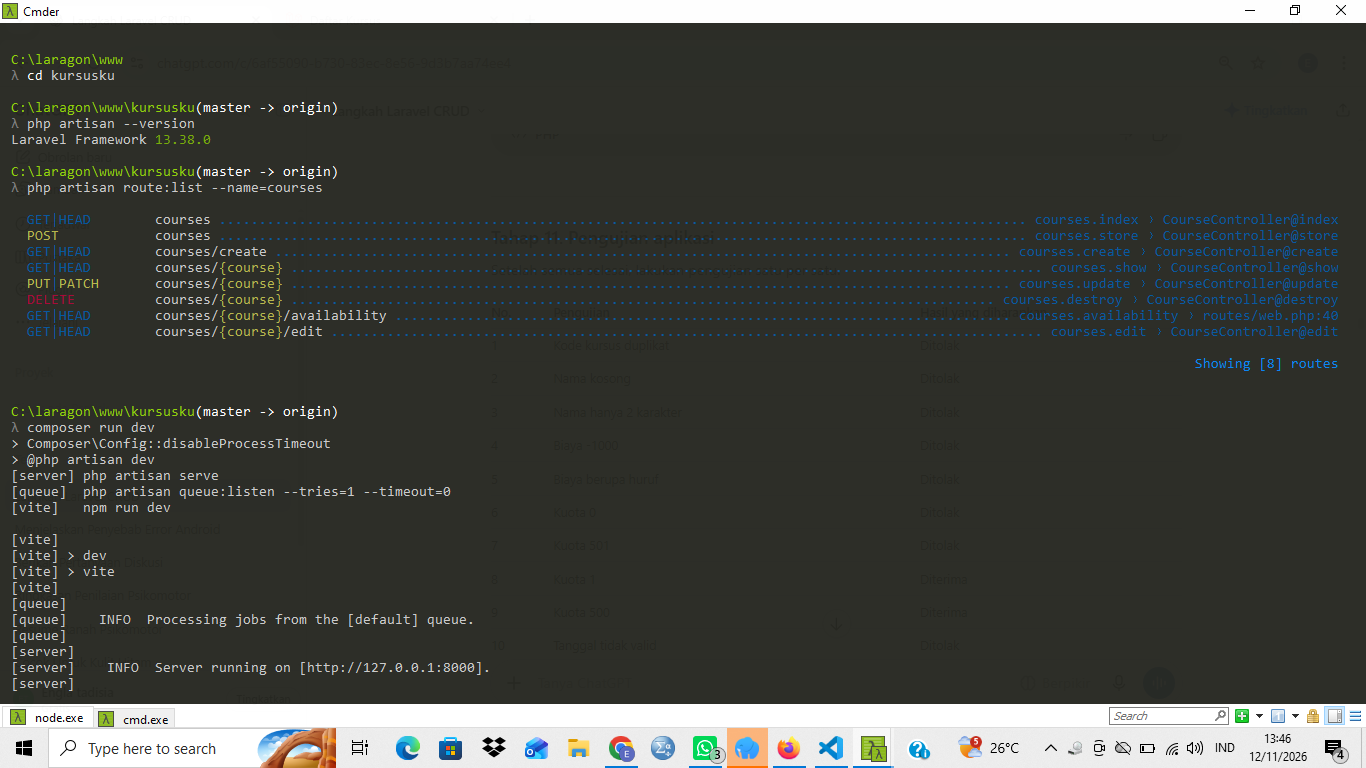 Cmder
C:\laragon\www
λ cd kursusku
C:\laragon\www\kursusku(master -> origin)
λ php artisan --version
Laravel Framework 13.38.0
C:\laragon\www\kursusku(master -> origin)
λ php artisan route:list --name=courses
GET|HEAD courses ........ courses.index › CourseController@index
POST courses ........ courses.store › CourseController@store
GET|HEAD courses/create ........ courses.create › CourseController@create
GET|HEAD courses/{course} ........ courses.show › CourseController@show
PUT|PATCH courses/{course} ........ courses.update › CourseController@update
DELETE courses/{course} ........ courses.destroy › CourseController@destroy
GET|HEAD courses/{course}/availability ........ courses.availability › routes/web.php:40
GET|HEAD courses/{course}/edit ........ courses.edit › CourseController@edit
Showing [8] routes
C:\laragon\www\kursusku(master -> origin)
λ composer run dev
> Composer\Config::disableProcessTimeout
> @php artisan dev
[server] php artisan serve
[queue] php artisan queue:listen --tries=1 --timeout=0
[vite] npm run dev
[vite]
[vite] > dev
[vite] > vite
[vite]
[queue]
[queue] INFO Processing jobs from the [default] queue.
[queue]
[server]
[server] INFO Server running on [http://127.0.0.1:8000].
[server]
node.exe cmd.exe Search
Type here to search 3 5 26°C IND 13:46
12/11/2026 4